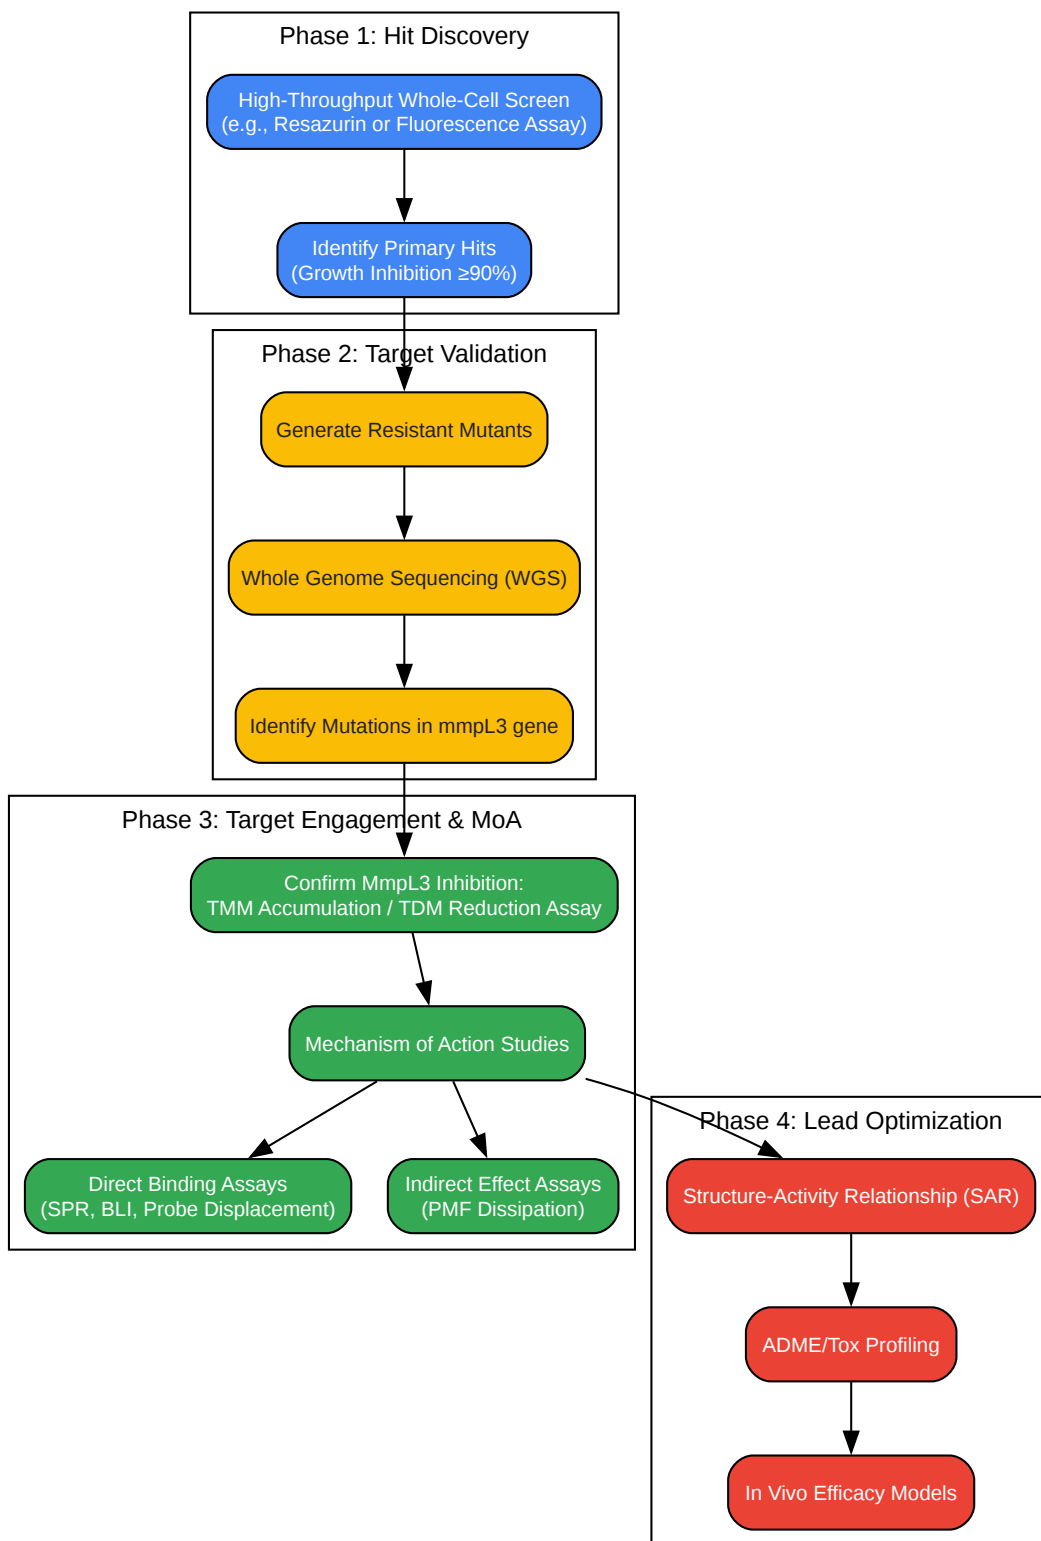 Phase 1: Hit Discovery
High-Throughput Whole-Cell Screen
(e.g., Resazurin or Fluorescence Assay)
Identify Primary Hits
(Growth Inhibition ≥90%)
Phase 2: Target Validation
Generate Resistant Mutants
Whole Genome Sequencing (WGS)
Identify Mutations in mmpL3 gene
Phase 3: Target Engagement & MoA
Confirm MmpL3 Inhibition:
TMM Accumulation / TDM Reduction Assay
Mechanism of Action Studies
Direct Binding Assays
(SPR, BLI, Probe Displacement)
Indirect Effect Assays
(PMF Dissipation)
Phase 4: Lead Optimization
Structure-Activity Relationship (SAR)
ADME/Tox Profiling
In Vivo Efficacy Models